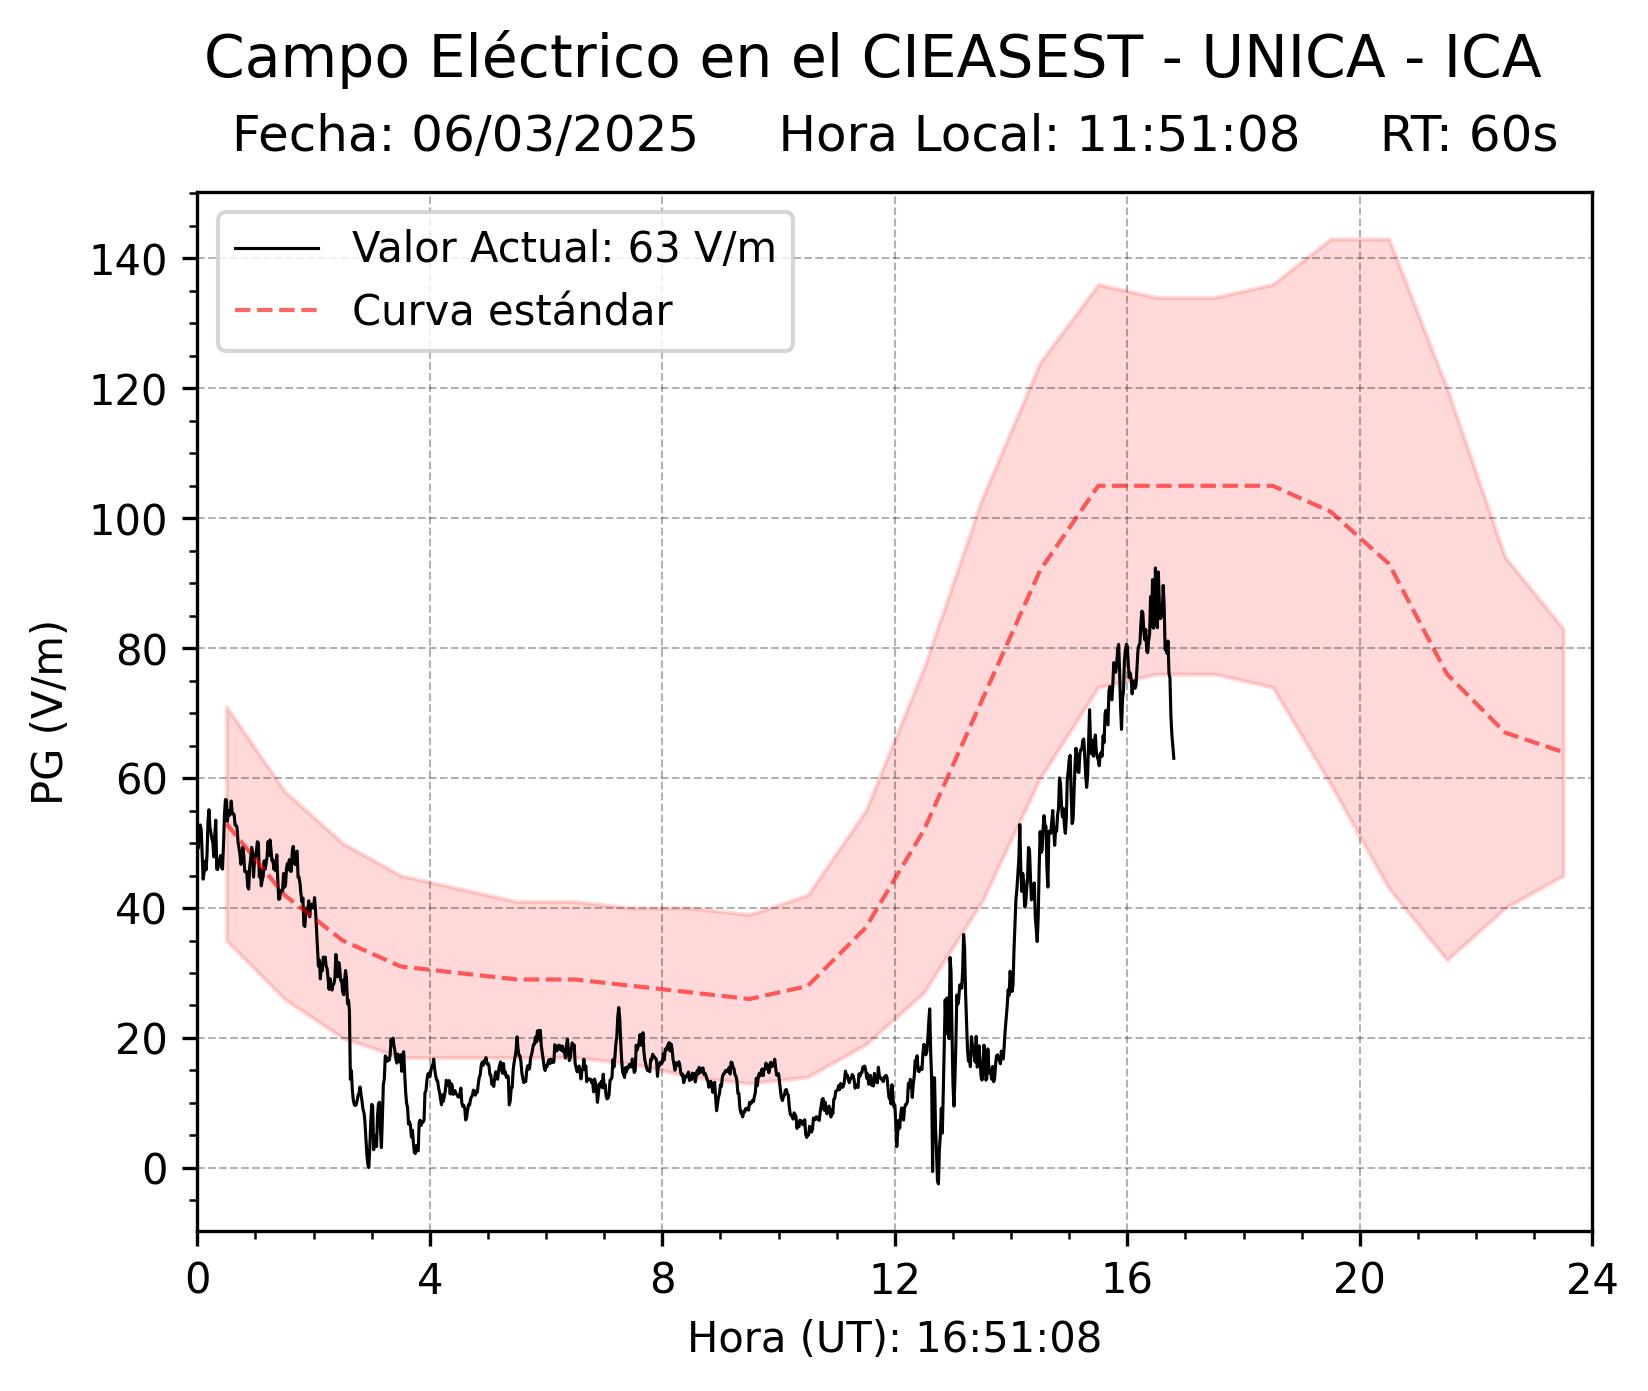 Campo Eléctrico en el CIEASEST - UNICA - ICA
Fecha: 06/03/2025 Hora Local: 11:51:08 RT: 60s
Valor Actual: 63 V/m
Curva estándar
140
120
100
80
60
40
20
0
PG (V/m)
0 4 8 12 16 20 24
Hora (UT): 16:51:08